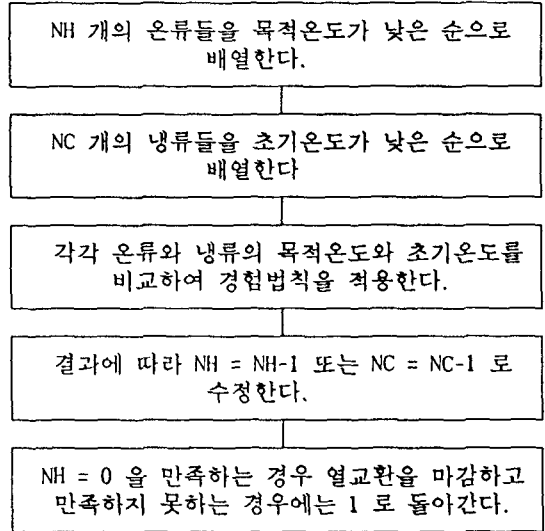 NH 개의 온류들을 목적온도가 낮은 순으로
배열한다.
NC 개의 냉류들을 초기온도가 낮은 순으로
배열한다
각각 온류와 냉류의 목적온도와 초기온도를
비교하여 경험법칙을 적용한다.
결과에 따라 NH = NH-1 또는 NC = NC-1 로
수정한다.
NH = 0 을 만족하는 경우 열교환을 마감하고
만족하지 못하는 경우에는 1 로 돌아간다.